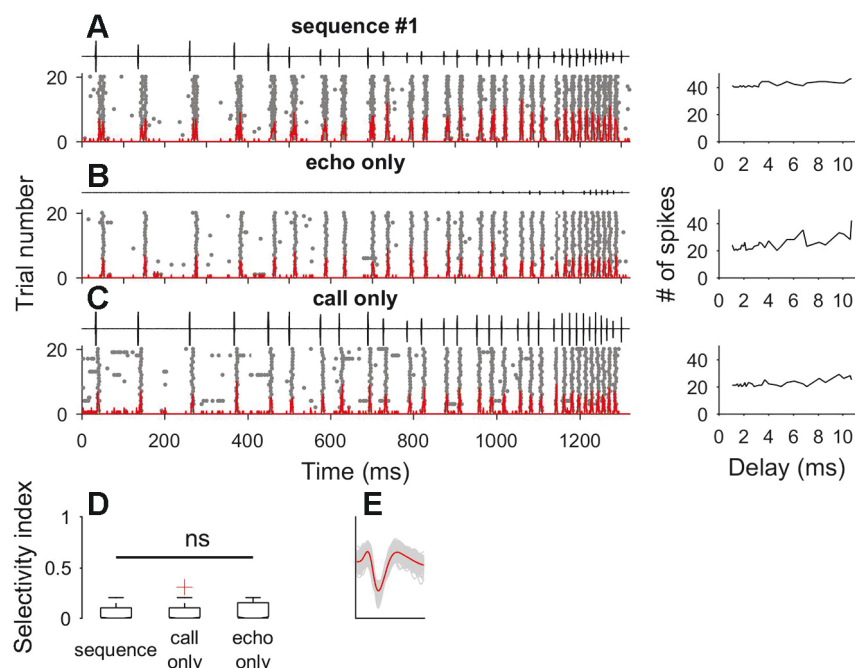 A
sequence #1
20
0
40
20
0
0 2 4 6 8 10
B
echo only
20
0
40
20
0
0 2 4 6 8 10
C
call only
20
0
0 200 400 600 800 1000 1200
40
20
0
0 2 4 6 8 10
Trial number
Time (ms)
# of spikes
Delay (ms)
D
Selectivity index
1
0.5
0
ns
sequence
call only
echo only
E